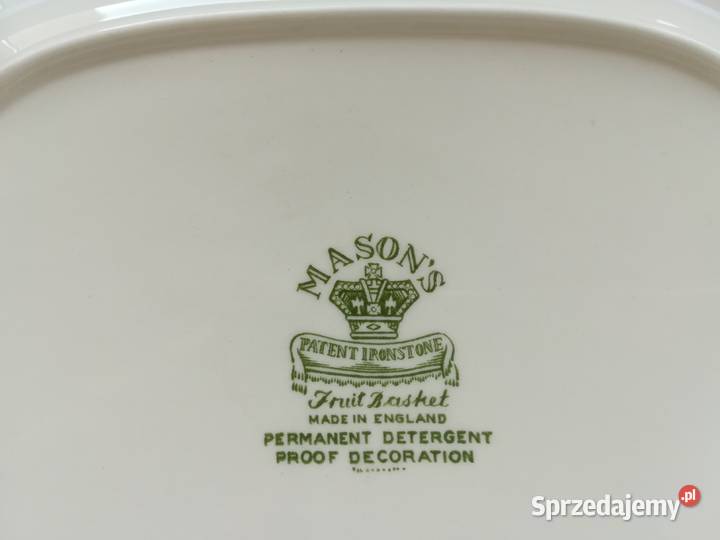 MASON'S
PATENT IRONSTONE
Fruit Basket
MADE IN ENGLAND
PERMANENT DETERGENT
PROOF DECORATION
Sprzedajemy.pl